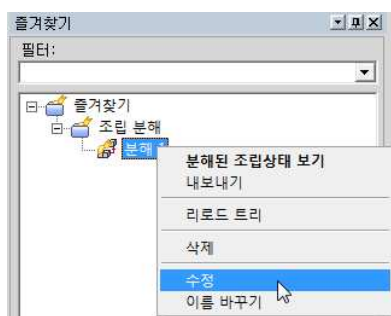 즐겨찾기
필터:
즐겨찾기
조립 분해
분해 1
분해된 조립상태 보기
내보내기
리로드 트리
삭제
수정
이름 바꾸기